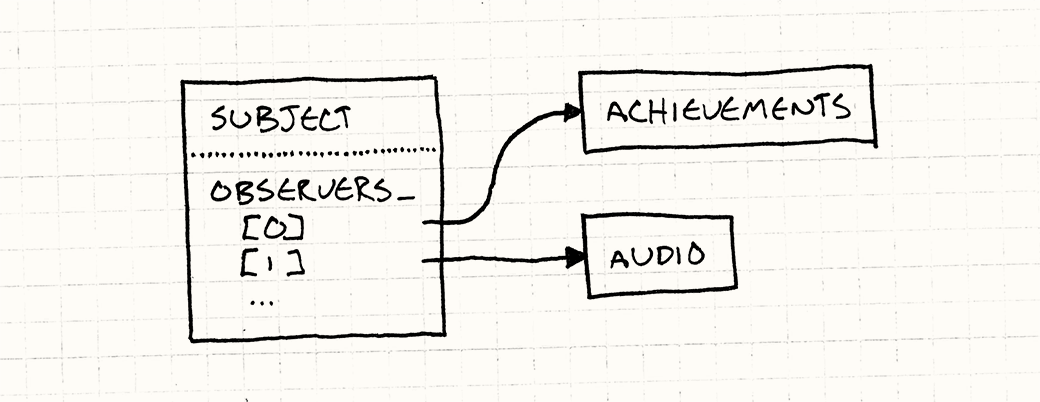 SUBJECT
OBSERVERS_
[0]
[1]
...
ACHIEVEMENTS
AUDIO